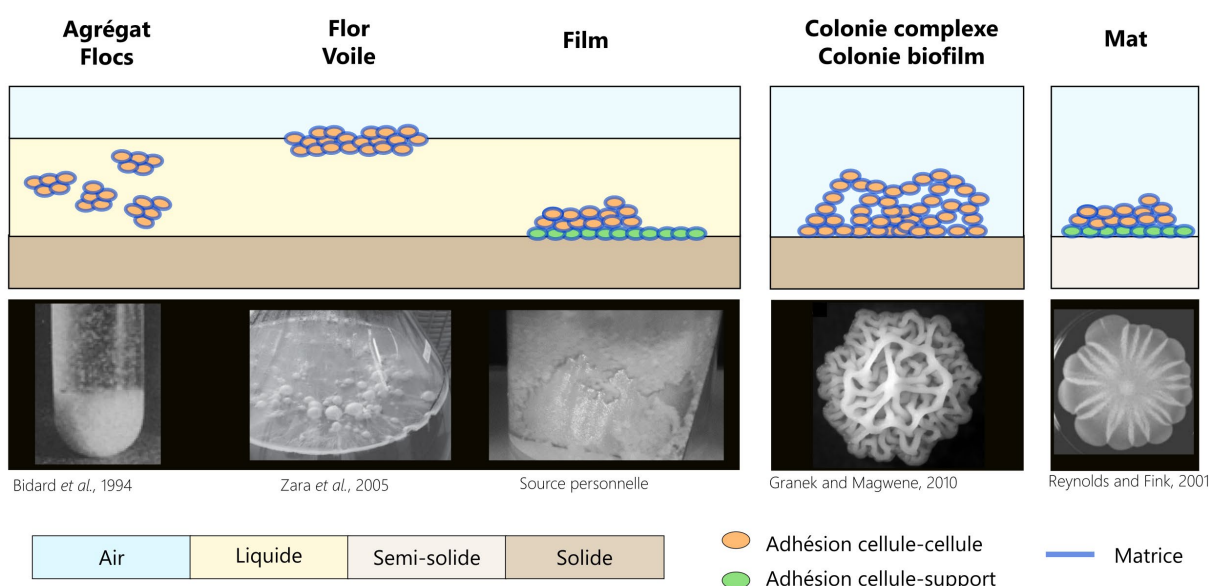 Agrégat
Flocs
Flor
Voile
Film
Colonie complexe
Colonie biofilm
Mat
Bidard et al., 1994
Zara et al., 2005
Source personnelle
Granek and Magwene, 2010
Reynolds and Fink, 2001
Air
Liquide
Semi-solide
Solide
Adhésion cellule-cellule
Adhésion cellule-support
Matrice